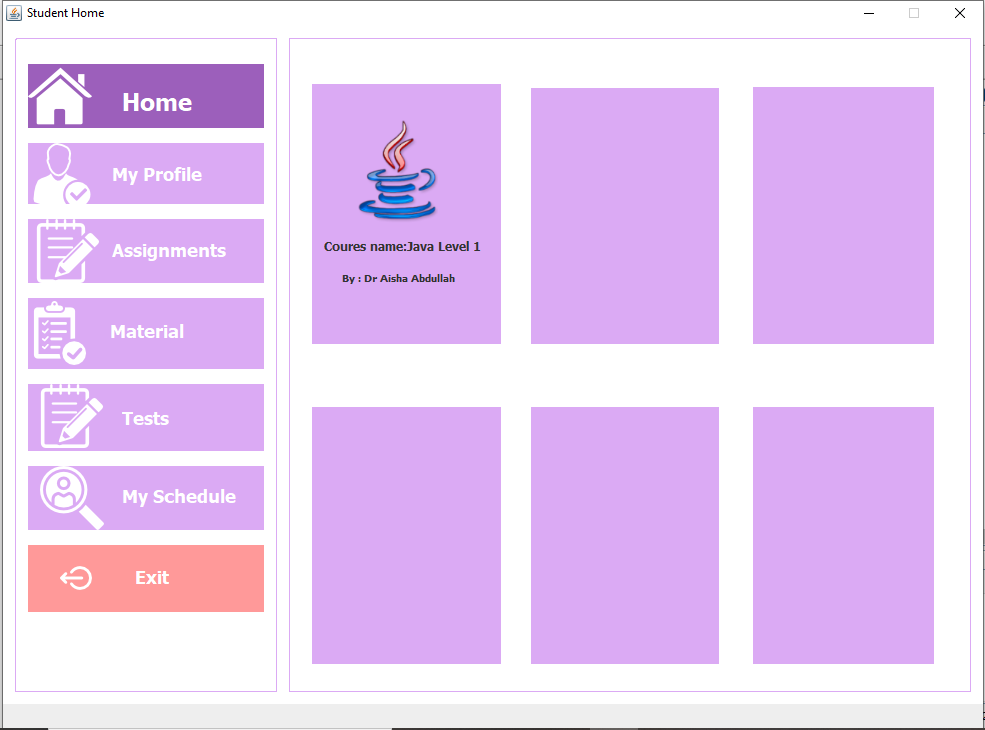 Student Home
Home
My Profile
Assignments
Material
Tests
My Schedule
Exit
Coures name:Java Level 1
By : Dr Aisha Abdullah